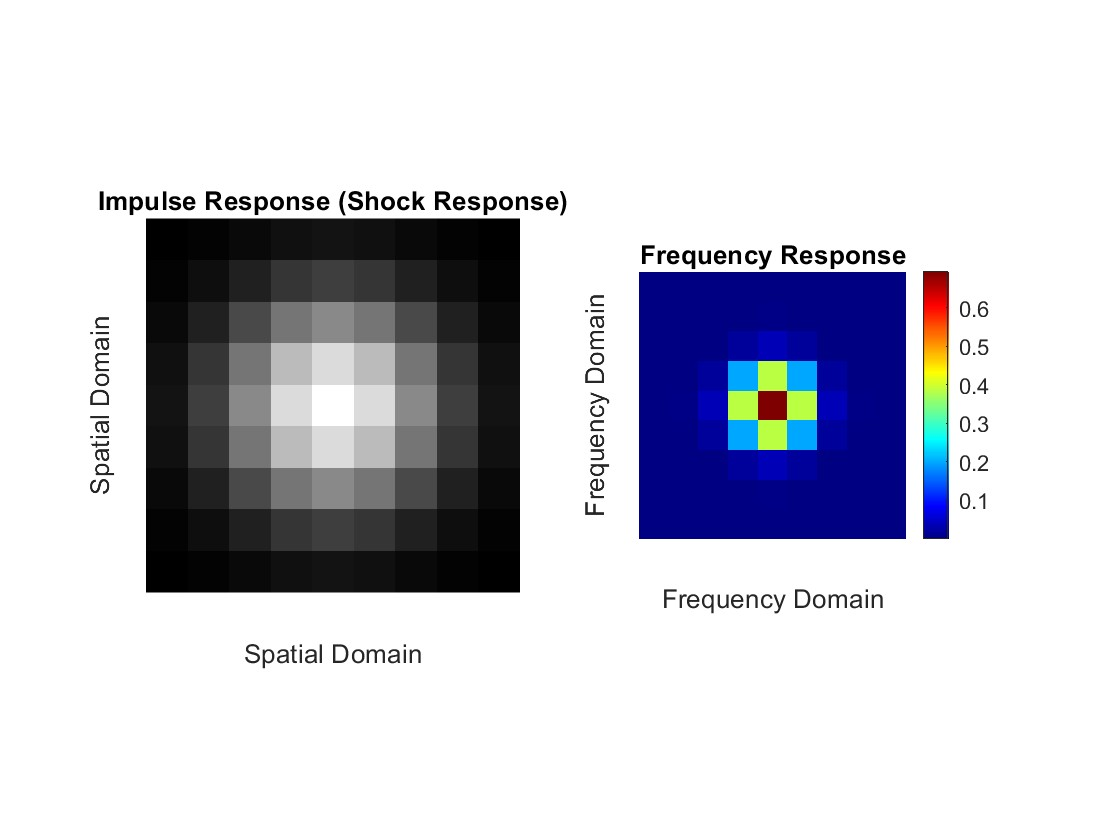 Impulse Response (Shock Response)
Spatial Domain
Spatial Domain
Frequency Response
Frequency Domain
0.6
0.5
0.4
0.3
0.2
0.1
Frequency Domain